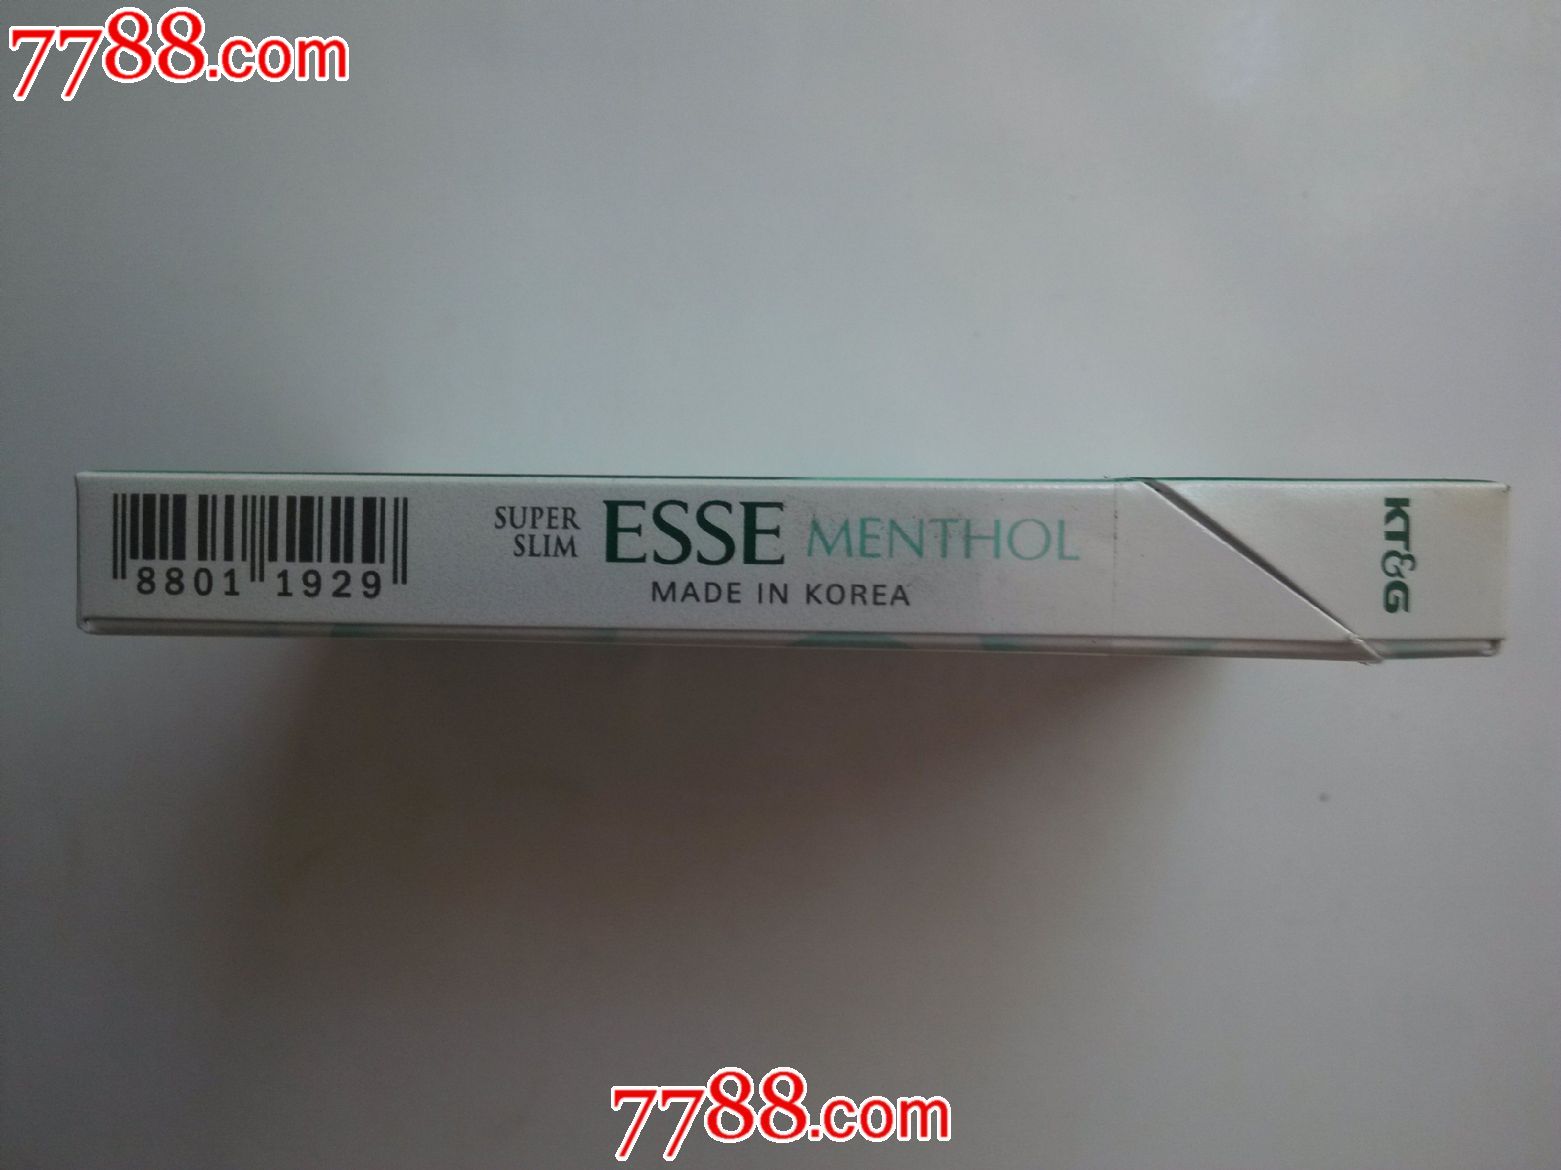 7788.com
SUPER SLIM ESSE MENTHOL
MADE IN KOREA
8801 1929
KT&G
7788.com